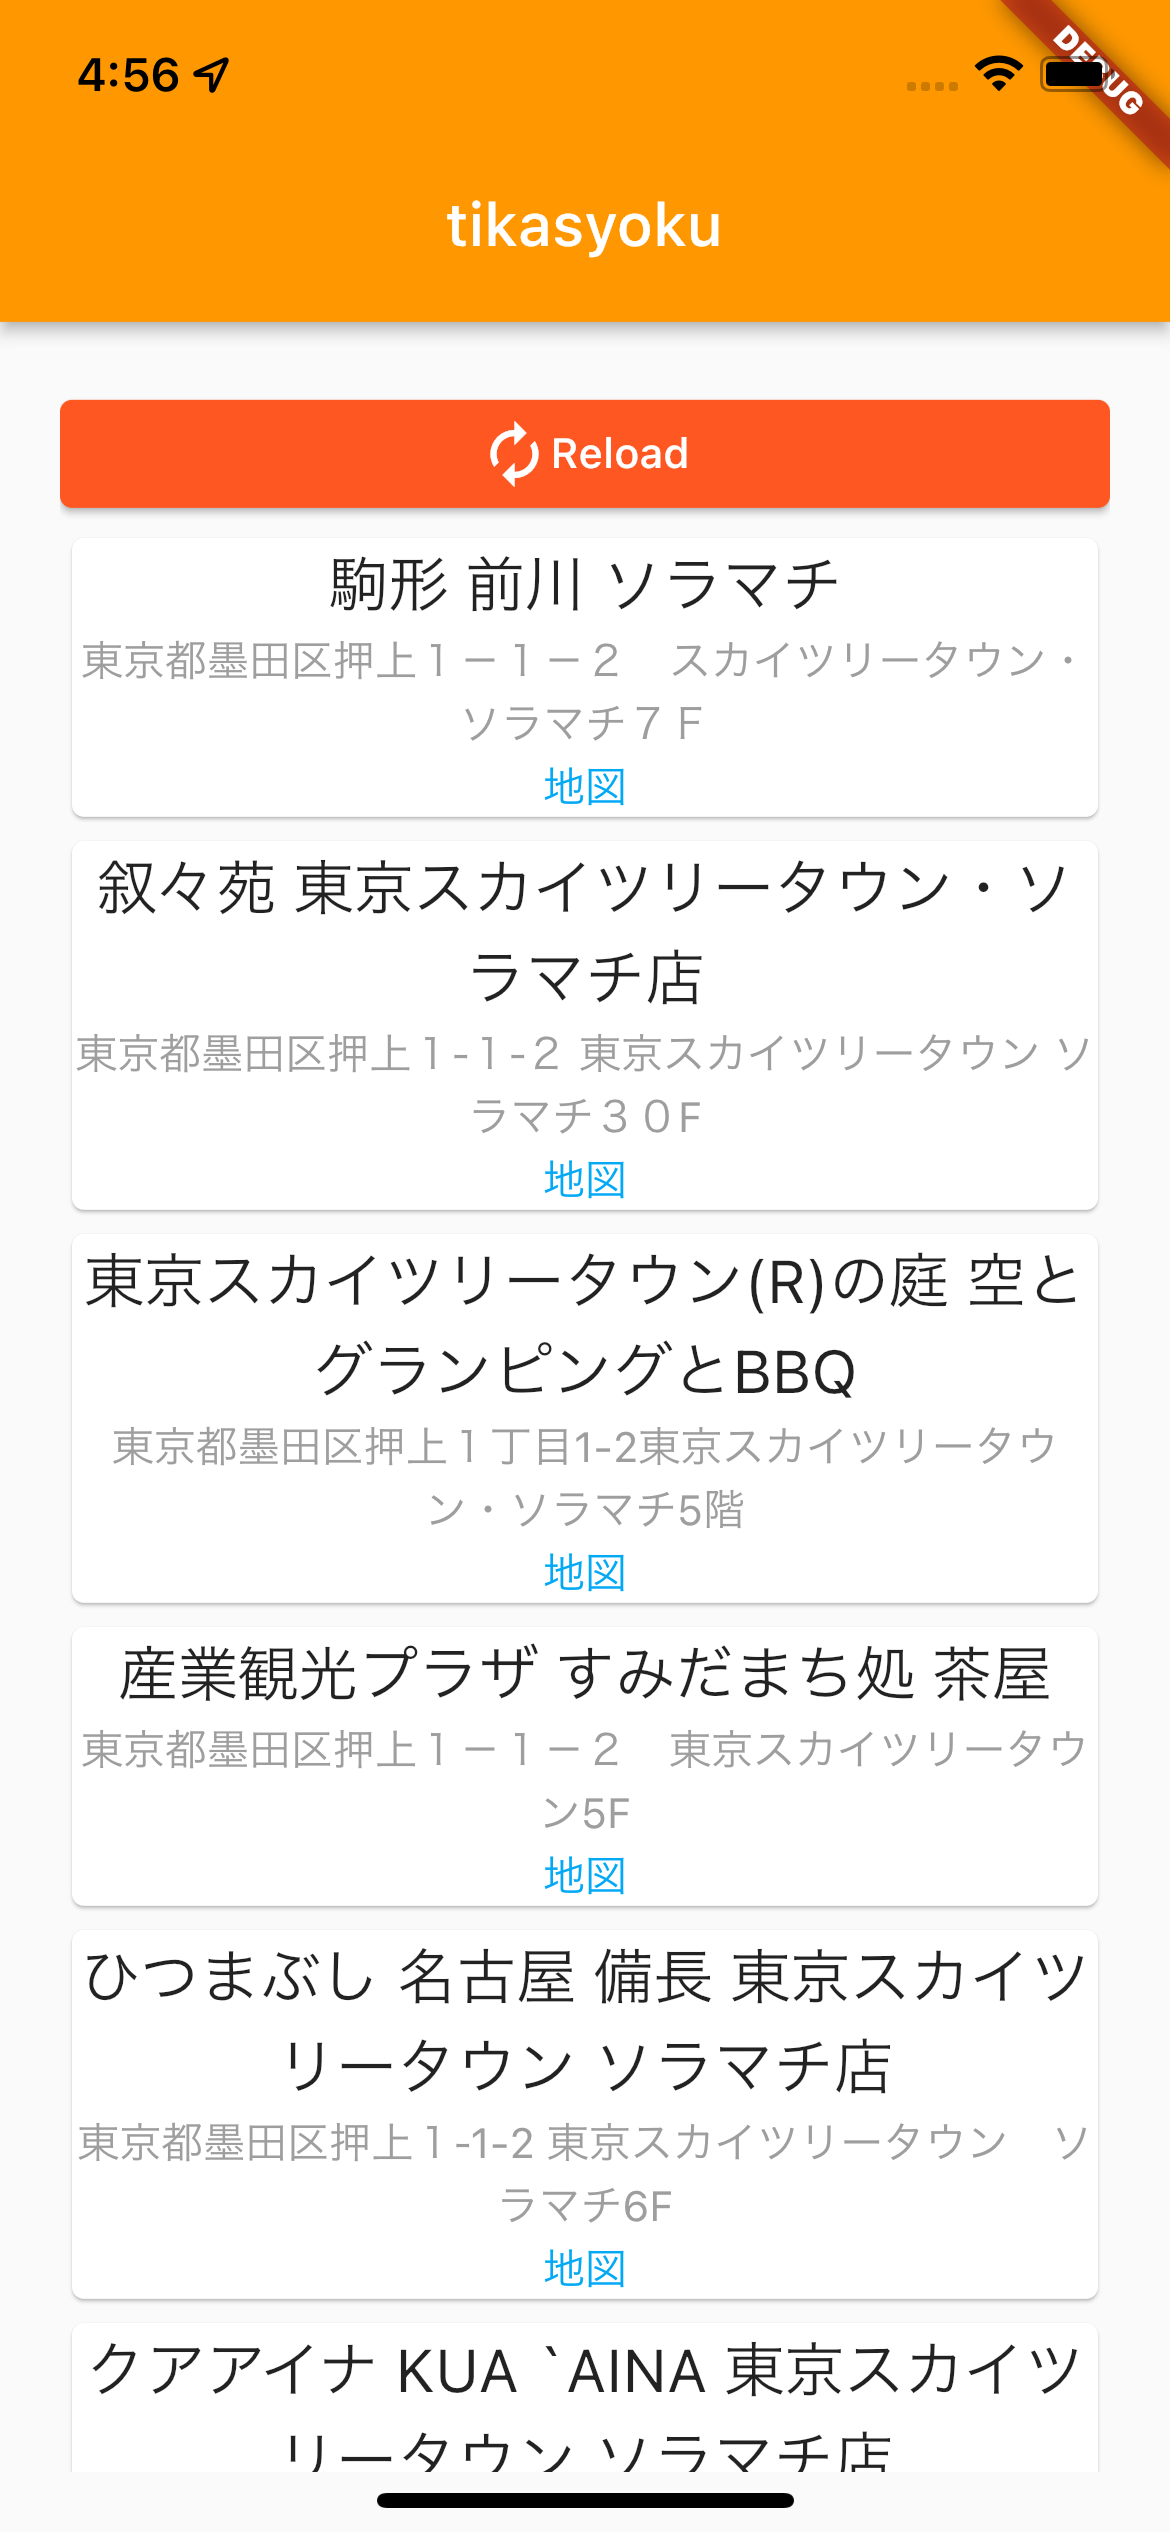 4:56
DEBUG
tikasyoku
Reload
駒形 前川 ソラマチ
東京都墨田区押上１－１－２　スカイツリータウン・
ソラマチ７Ｆ
地図
叙々苑 東京スカイツリータウン・ソ
ラマチ店
東京都墨田区押上１-１-２ 東京スカイツリータウン ソ
ラマチ３０F
地図
東京スカイツリータウン(R)の庭 空と
グランピングとBBQ
東京都墨田区押上１丁目1-2東京スカイツリータウ
ン・ソラマチ5階
地図
産業観光プラザ すみだまち処 茶屋
東京都墨田区押上１－１－２　東京スカイツリータウ
ン5F
地図
ひつまぶし 名古屋 備長 東京スカイツ
リータウン ソラマチ店
東京都墨田区押上１-1-2 東京スカイツリータウン　ソ
ラマチ6F
地図
クアアイナ KUA `AINA 東京スカイツ
リータウン ソラマチ店